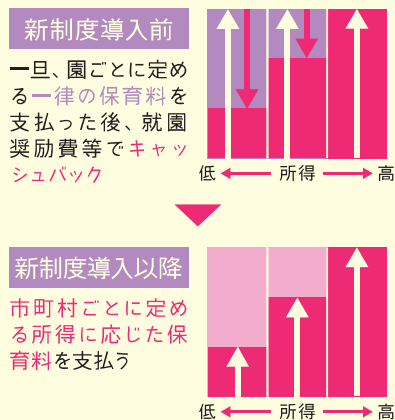 新制度導入前
一旦、園ごとに定め
る一律の保育料を
支払った後、就園
奨励費等でキャッ
シュバック
低 所得 高
新制度導入以降
市町村ごとに定め
る所得に応じた保
育料を支払う
低 所得 高